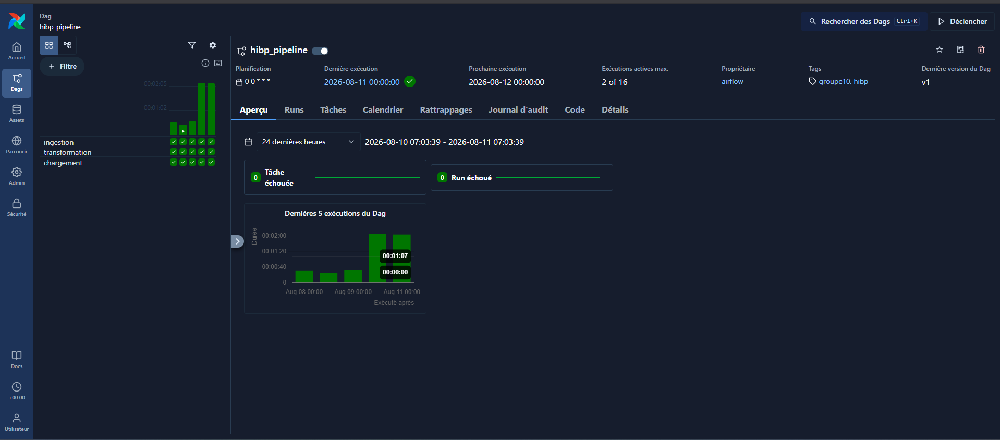 Dag
hibp_pipeline
Rechercher des Dags Ctrl+K
Déclencher
Accueil
Dags
Assets
Parcourir
Admin
Sécurité
Docs
+00:00
Utilisateur
Filtre
00:02:05
00:01:02
ingestion
transformation
chargement
hibp_pipeline
Planification
0 0 * * *
Dernière exécution
2026-08-11 00:00:00
Prochaine exécution
2026-08-12 00:00:00
Exécutions actives max.
2 of 16
Propriétaire
airflow
Tags
groupe10, hibp
Dernière version du Dag
v1
Aperçu Runs Tâches Calendrier Rattrappages Journal d'audit Code Détails
24 dernières heures
2026-08-10 07:03:39 - 2026-08-11 07:03:39
0 Tâche
échouée
0 Run échoué
Dernières 5 exécutions du Dag
Durée
00:02:00
00:01:20
00:00:40
0
00:01:07
00:00:00
Aug 08 00:00 Aug 09 00:00 Aug 11 00:00
Exécuté après